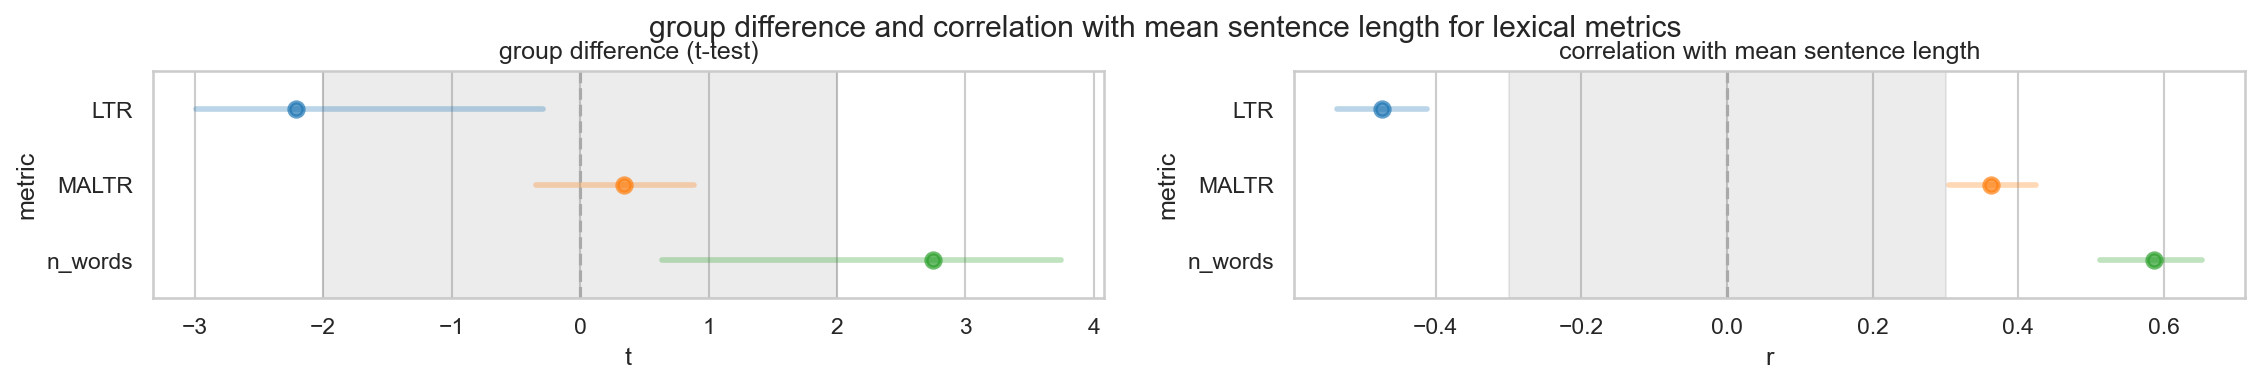 group difference and correlation with mean sentence length for lexical metrics
group difference (t-test)
metric
LTR
MALTR
n_words
−3 −2 −1 0 1 2 3 4
t
correlation with mean sentence length
metric
LTR
MALTR
n_words
−0.4 −0.2 0.0 0.2 0.4 0.6
r